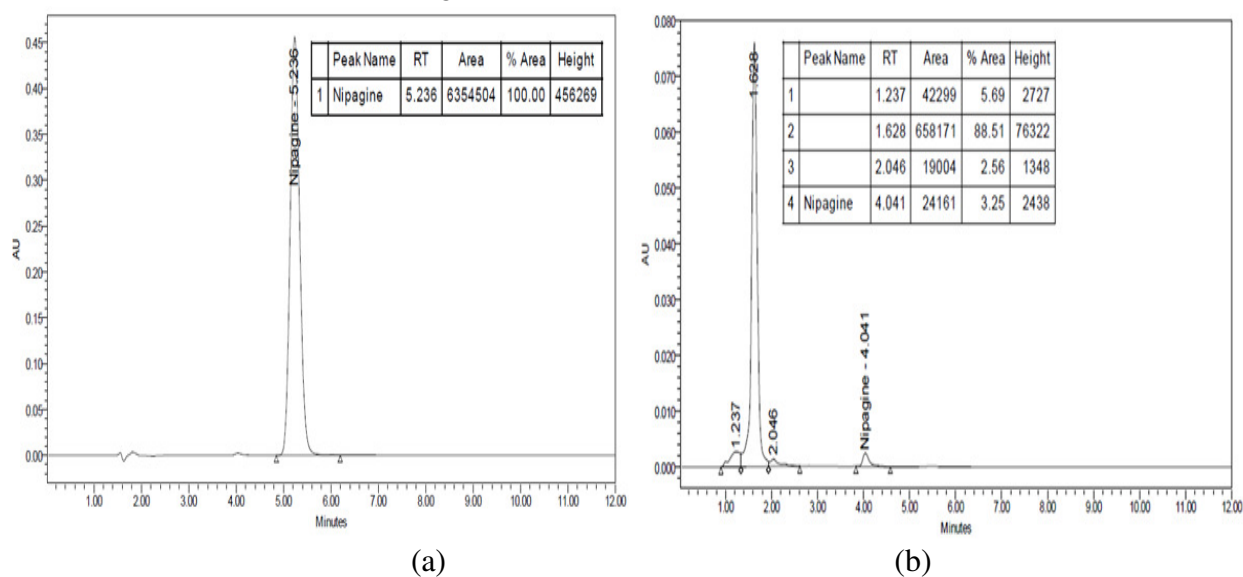 0.45
0.40
0.35
0.30
0.25
0.20
0.15
0.10
0.05
0.00
AU
Nipagine - 5.236
Peak Name RT Area % Area Height
1 Nipagine 5.236 6354504 100.00 456269
1.00 2.00 3.00 4.00 5.00 6.00 7.00 8.00 9.00 10.00 11.00 12.00
Minutes
(a)
0.080
0.070
0.060
0.050
0.040
0.030
0.020
0.010
0.000
AU
1.237
1.628
2.046
Nipagine - 4.041
Peak Name RT Area % Area Height
1 1.237 42299 5.69 2727
2 1.628 658171 88.51 76322
3 2.046 19004 2.56 1348
4 Nipagine 4.041 24161 3.25 2438
1.00 2.00 3.00 4.00 5.00 6.00 7.00 8.00 9.00 10.00 11.00 12.00
Minutes
(b)